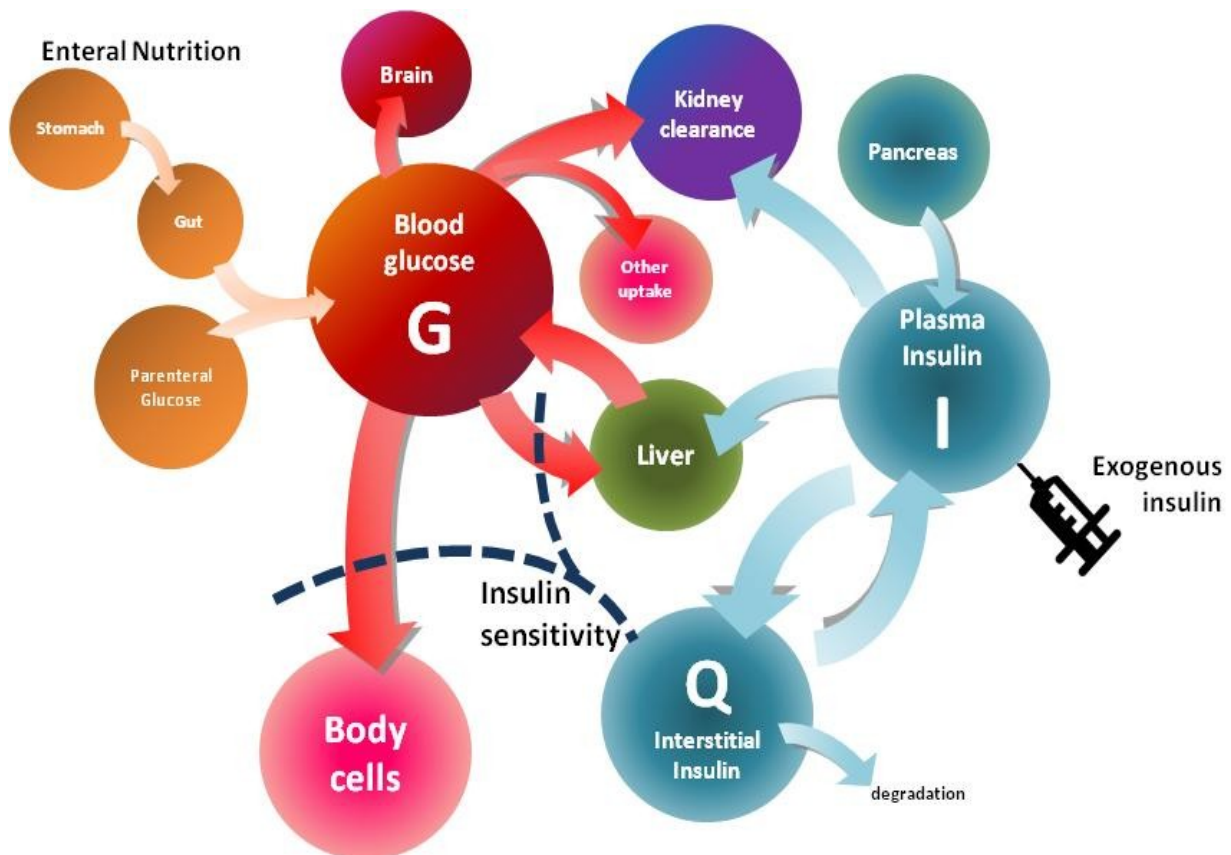 Enteral Nutrition
Stomach
Gut
Parenteral
Glucose
Brain
Blood
glucose
G
Kidney
clearance
Other
uptake
Liver
Pancreas
Plasma
Insulin
I
Exogenous
insulin
Insulin
sensitivity
Q
Interstitial
Insulin
degradation
Body
cells